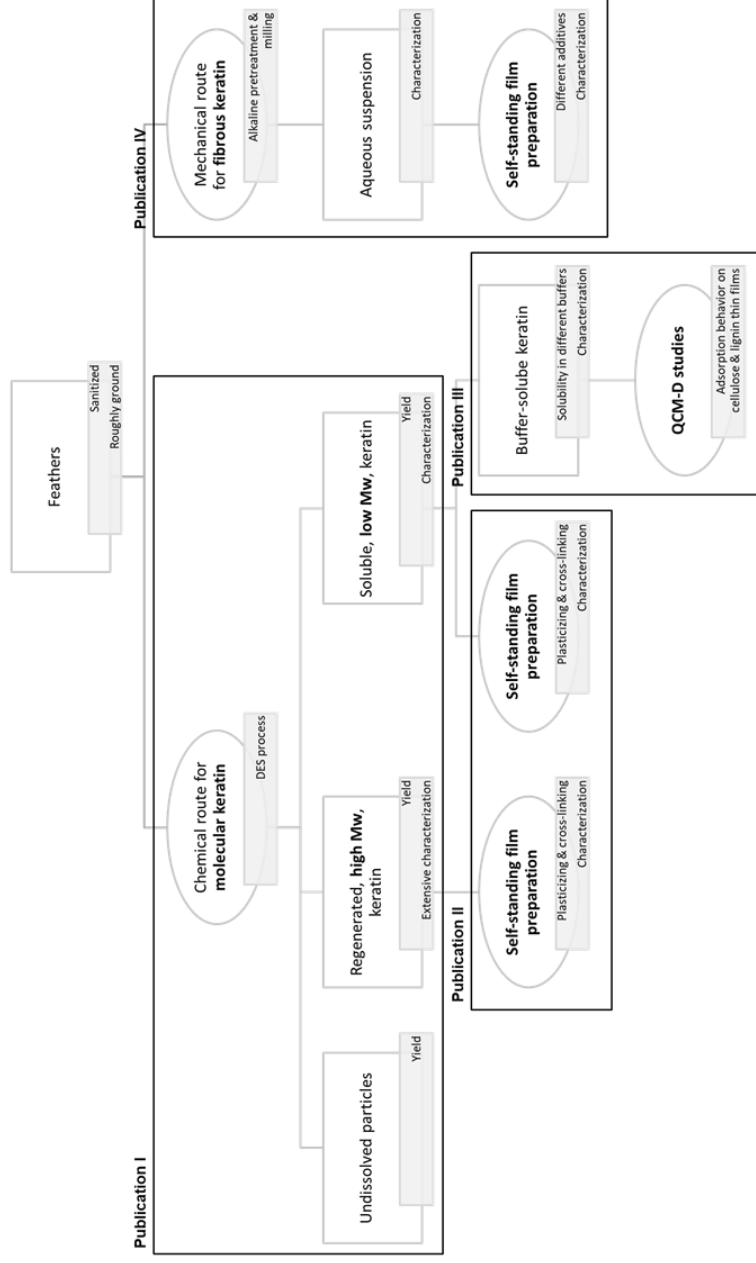 Feathers
Sanitized
Roughly ground
Publication I
Chemical route for
molecular keratin
DES process
Undissolved particles
Yield
Regenerated, high Mw,
keratin
Yield
Extensive characterization
Soluble, low Mw, keratin
Yield
Characterization
Publication II
Self-standing film
preparation
Plasticizing & cross-linking
Characterization
Self-standing film
preparation
Plasticizing & cross-linking
Characterization
Publication III
Buffer-solube keratin
Solubility in different buffers
Characterization
QCM-D studies
Adsorption behavior on
cellulose & lignin thin films
Publication IV
Mechanical route
for fibrous keratin
Alkaline pretreatment &
milling
Aqueous suspension
Characterization
Self-standing film
preparation
Different additives
Characterization